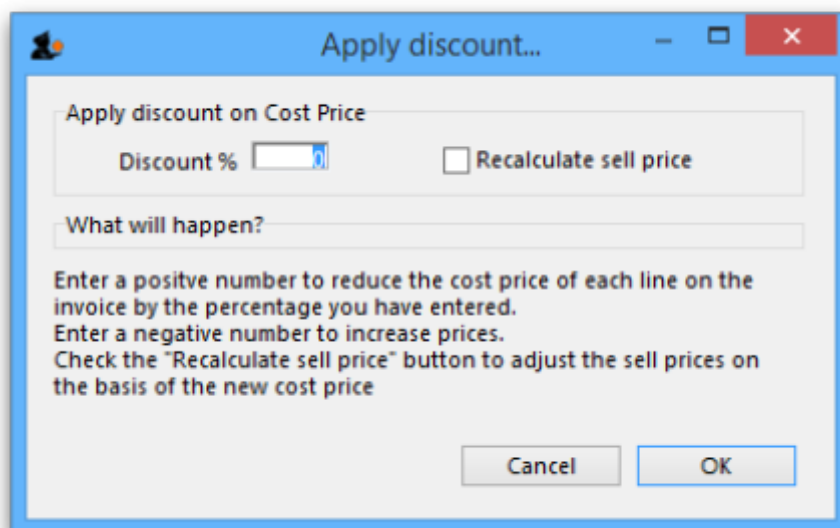 Apply discount...
Apply discount on Cost Price
Discount % 0 Recalculate sell price
What will happen?
Enter a positve number to reduce the cost price of each line on the
invoice by the percentage you have entered.
Enter a negative number to increase prices.
Check the "Recalculate sell price" button to adjust the sell prices on
the basis of the new cost price
Cancel OK